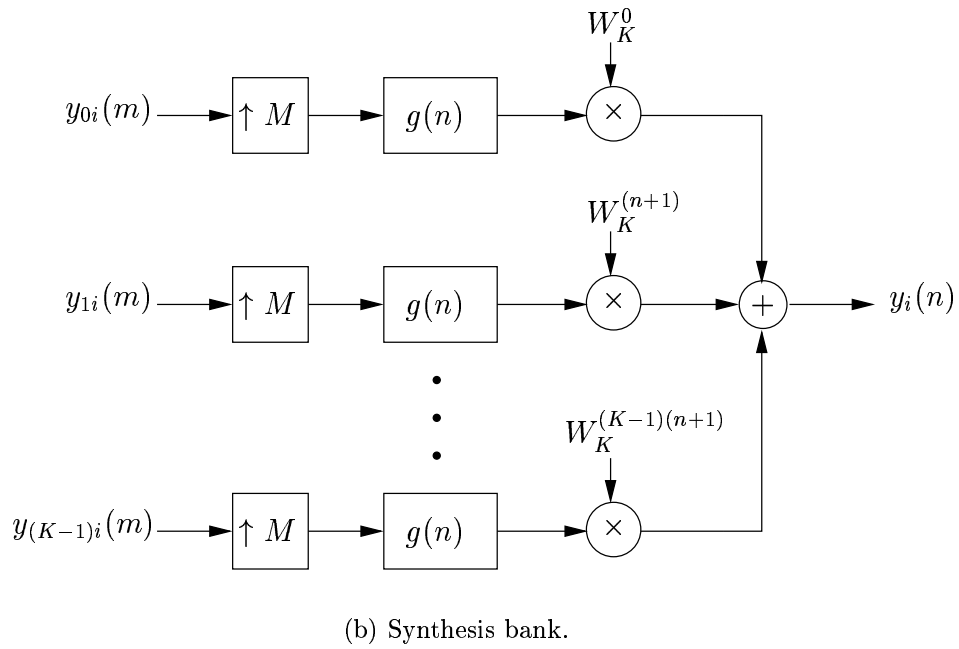 W_K^0
y_{0i}(m) ↑ M g(n) ×
W_K^{(n+1)}
y_{1i}(m) ↑ M g(n) × + y_i(n)
W_K^{(K−1)(n+1)}
y_{(K−1)i}(m) ↑ M g(n) ×
(b) Synthesis bank.